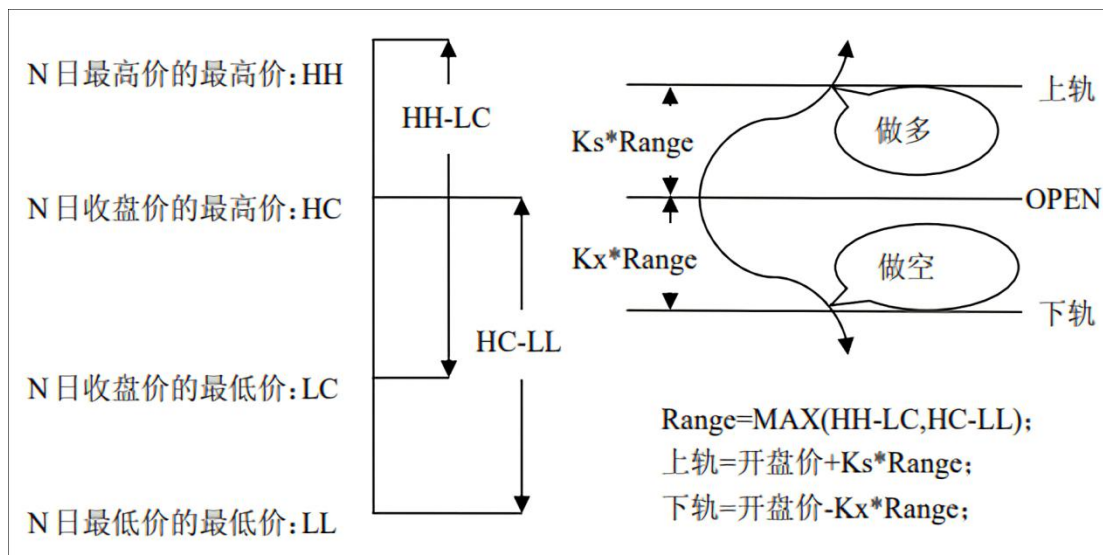 N日最高价的最高价:HH
HH-LC
N日收盘价的最高价:HC
HC-LL
N日收盘价的最低价:LC
N日最低价的最低价:LL
上轨
Ks*Range
做多
OPEN
Kx*Range
做空
下轨
Range=MAX(HH-LC,HC-LL);
上轨=开盘价+Ks*Range;
下轨=开盘价-Kx*Range;